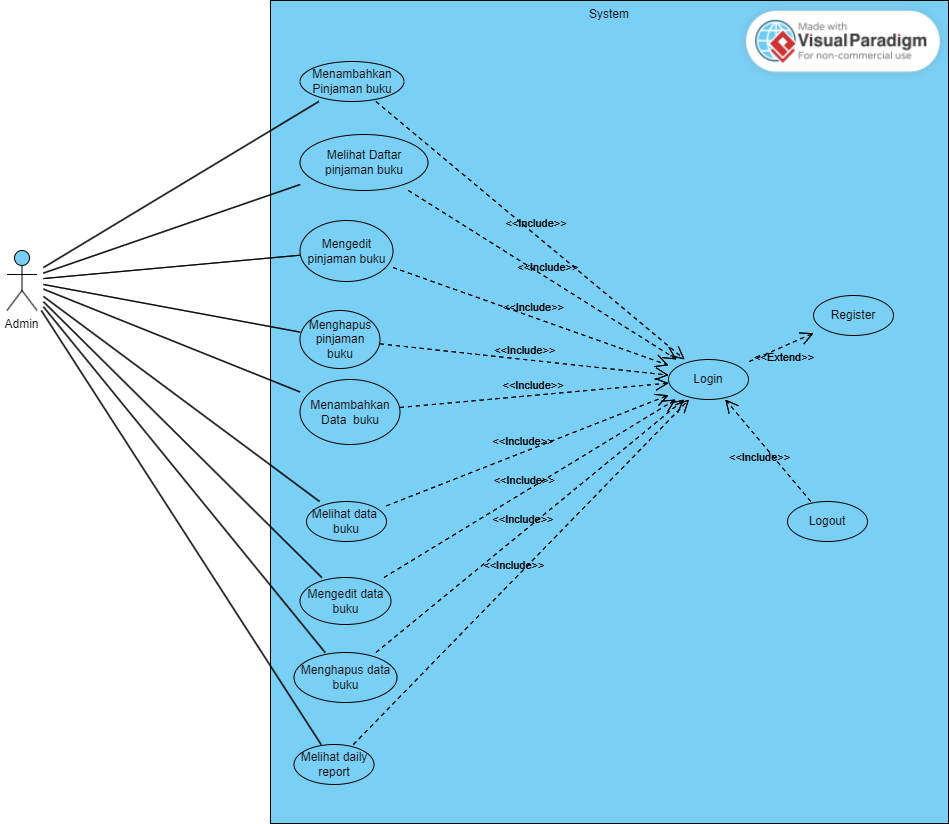 System
Made with
Visual Paradigm
For non-commercial use
Menambahkan
Pinjaman buku
Melihat Daftar
pinjaman buku
<<Include>>
Mengedit
pinjaman buku
<<Include>>
Admin
<<Include>>
Register
Menghapus
pinjaman
buku
<<Include>>
<<Extend>>
Login
<<Include>>
Menambahkan
Data buku
<<Include>>
<<Include>>
<<Include>>
Melihat data
buku
<<Include>>
Logout
<<Include>>
Mengedit data
buku
Menghapus data
buku
Melihat daily
report